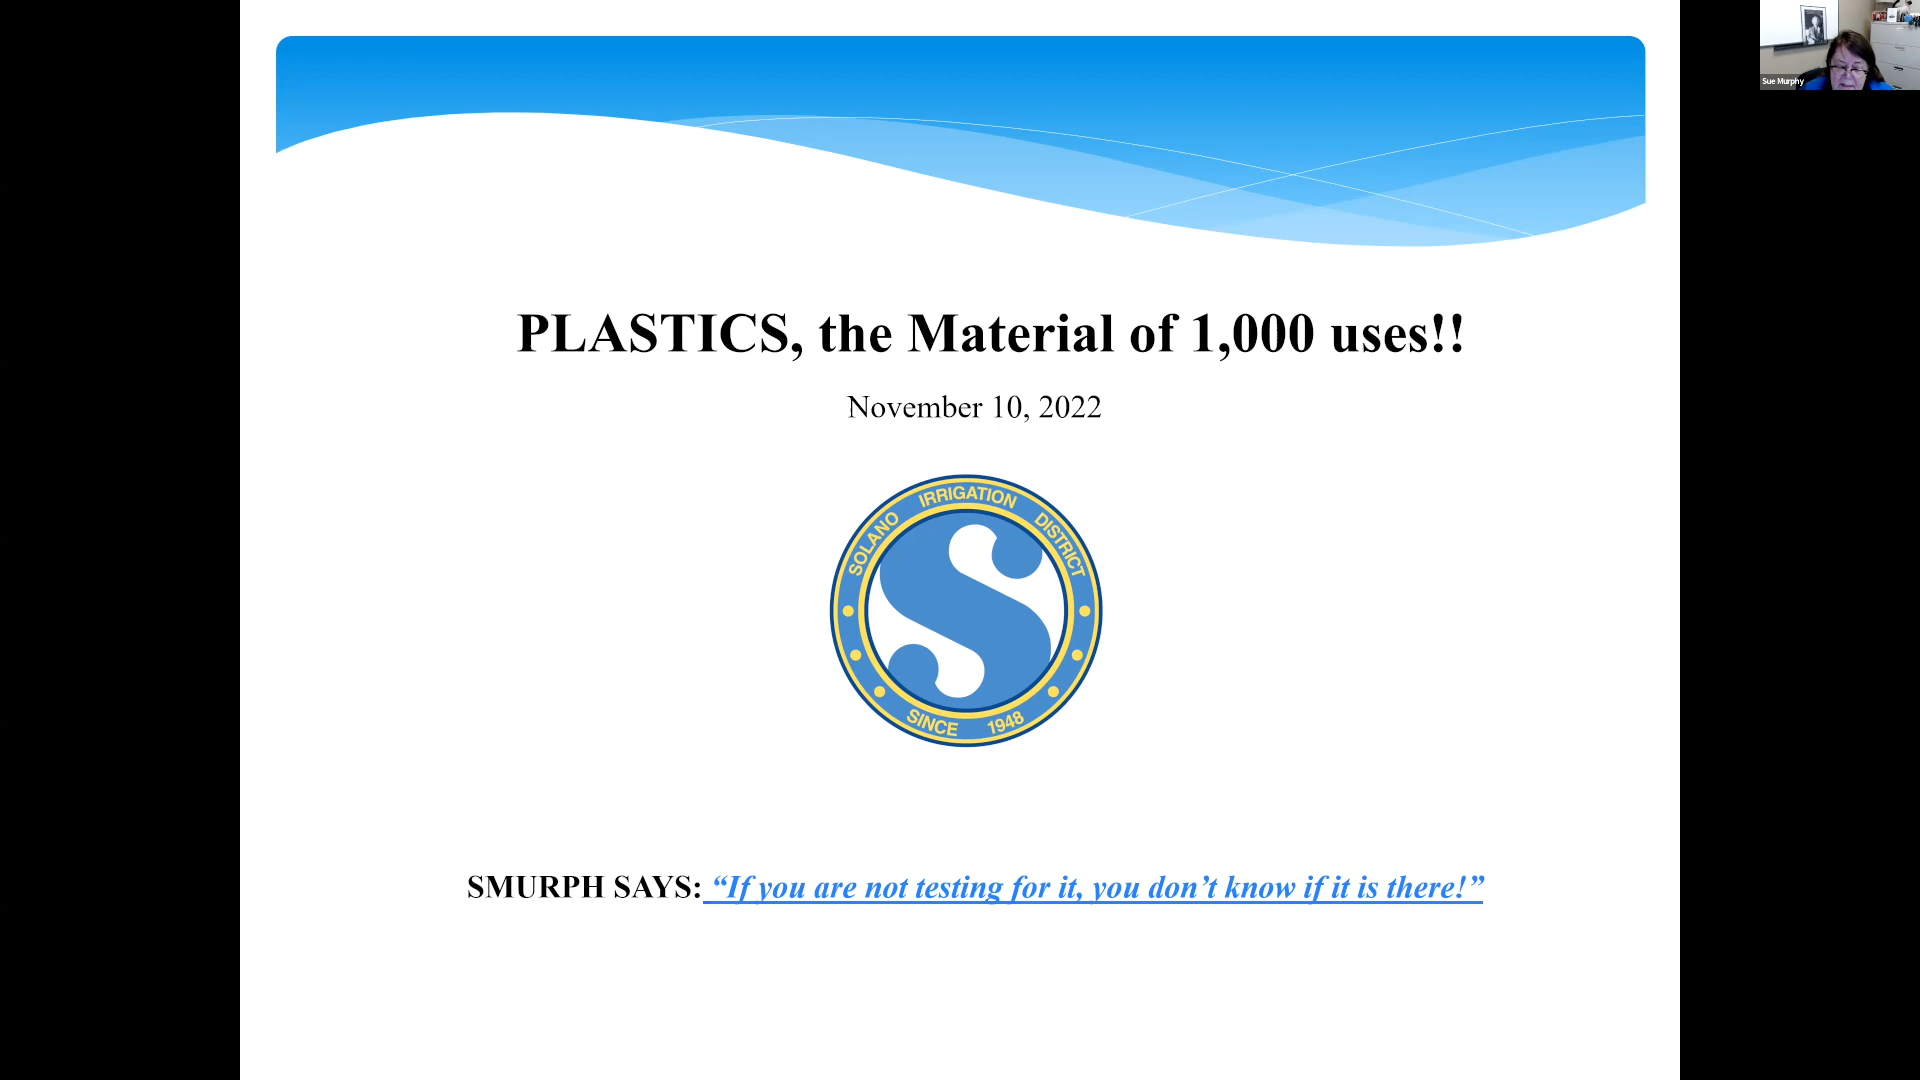 Sue Murphy
PLASTICS, the Material of 1,000 uses!!
November 10, 2022
SOLANO IRRIGATION DISTRICT
SINCE 1948
SMURPH SAYS: “If you are not testing for it, you don’t know if it is there!”